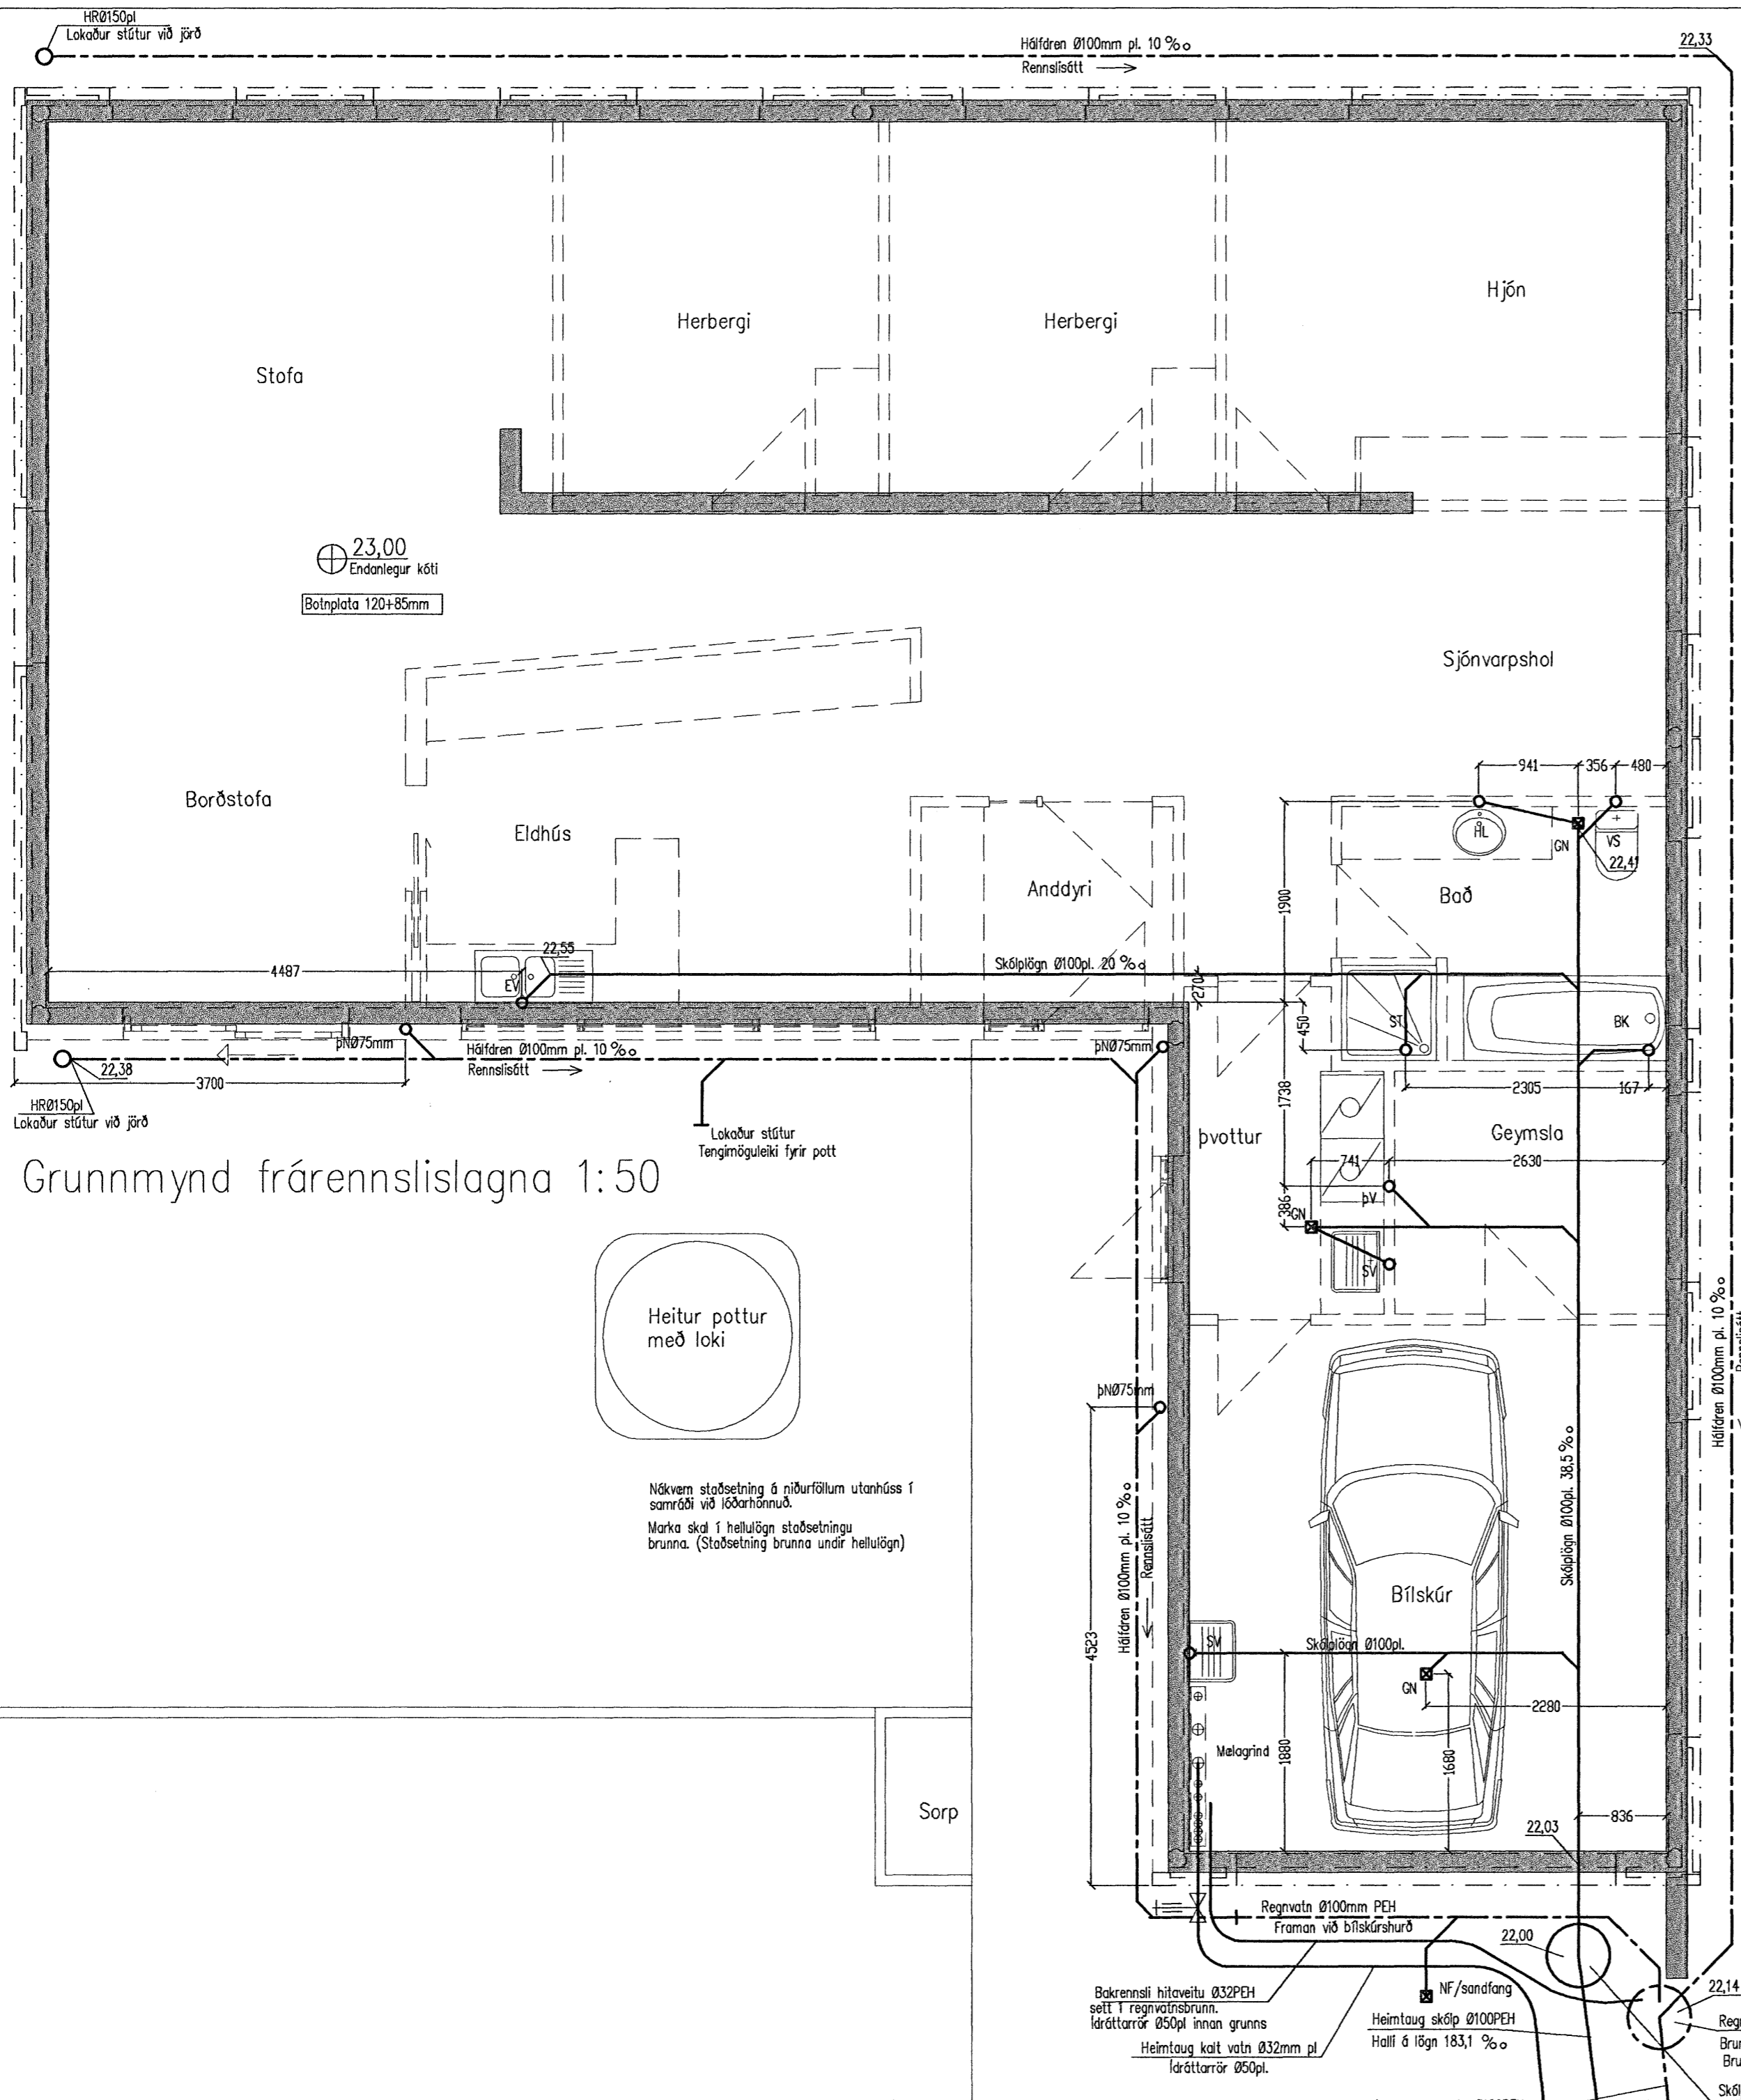 HRØ150pl
Lokaður stútur við jörð
Hálfdren Ø100mm pl. 10 ‰
Rennslisátt
22,33
Hjón
Herbergi
Herbergi
Stofa
23,00
Endanlegur kóti
Botnplata 120+85mm
Sjónvarpshol
941
356
480
Borðstofa
Eldhús
HL
GN
VS
22,41
Anddyri
Bað
1900
22,55
Skólplögn Ø100pl. 20 ‰
4487
EV
270
450
ST
BK
þNØ75mm
Hálfdren Ø100mm pl. 10 ‰
Rennslisátt
þNØ75mm
22,38
3700
2305
167
HRØ150pl
Lokaður stútur við jörð
1738
Lokaður stútur
Tengimöguleiki fyrir pott
Þvottur
Geymsla
Grunnmynd frárennslislagna 1:50
741
2630
þV
386
GN
SV
Heitur pottur
með loki
Hálfdren Ø100mm pl. 10 ‰
þNØ75mm
Skólplögn Ø100pl. 38,5 ‰
Nákvæm staðsetning á niðurföllum utanhúss í
samráði við lóðarhönnuð.
Marka skal í hellulögn staðsetningu
brunna. (Staðsetning brunna undir hellulögn)
Hálfdren Ø100mm pl. 10 ‰
Rennslisátt
Bílskúr
4523
SV
Skólplögn Ø100pl.
GN
2280
Mælagrind
1880
1680
Sorp
836
22,03
Regnvatn Ø100mm PEH
Framan við bílskúrshurð
22,00
Bakrennsli hitaveitu Ø32PEH
sett í regnvatnsbrunn.
Ídráttarrör Ø50pl innan grunns
NF/sandfang
22,14
Heimtaug skólp Ø100PEH
Halli á lögn 183,1 ‰
Heimtaug kalt vatn Ø32mm pl
Ídráttarrör Ø50pl.
Regn
Brun
Bru
Skól